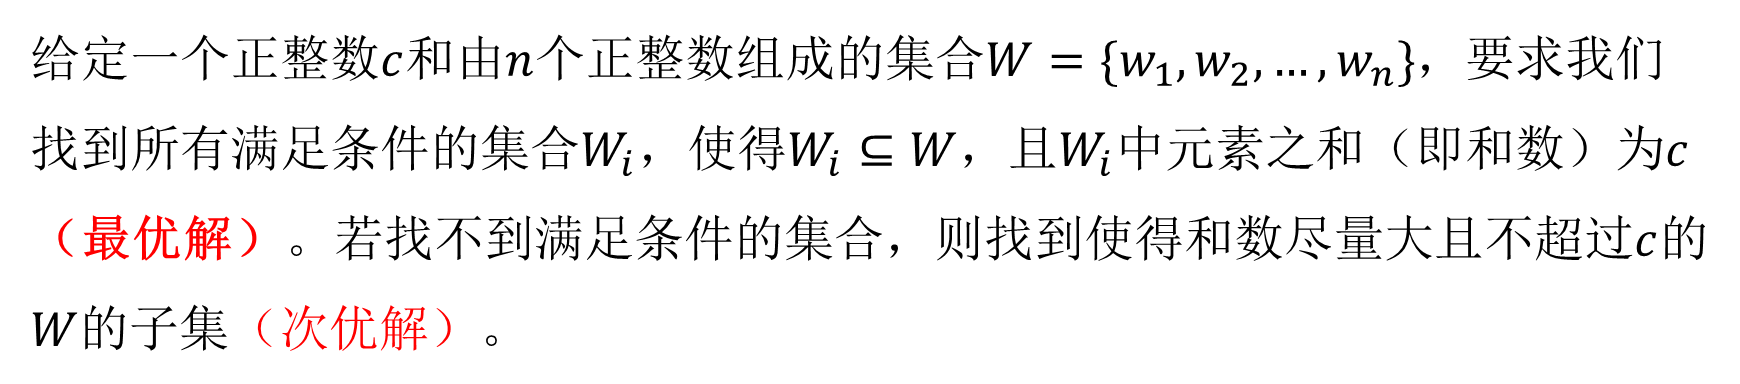 给定一个正整数c和由n个正整数组成的集合W = {w₁, w₂, … , wₙ}，要求我们
找到所有满足条件的集合Wᵢ，使得Wᵢ ⊆ W，且Wᵢ中元素之和（即和数）为c
（最优解）。若找不到满足条件的集合，则找到使得和数尽量大且不超过c的
W的子集（次优解）。